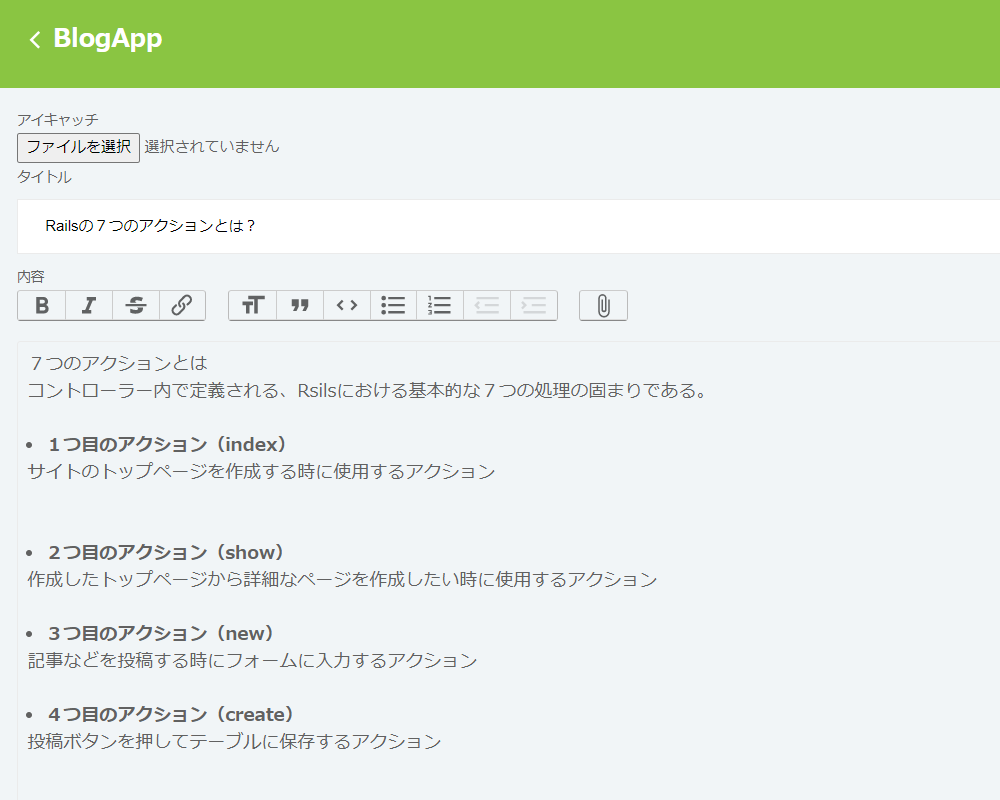 BlogApp
アイキャッチ
ファイルを選択 選択されていません
タイトル
Railsの７つのアクションとは？
内容
７つのアクションとは
コントローラー内で定義される、Rsilsにおける基本的な７つの処理の固まりである。
• １つ目のアクション（index）
サイトのトップページを作成する時に使用するアクション
• ２つ目のアクション（show）
作成したトップページから詳細なページを作成したい時に使用するアクション
• ３つ目のアクション（new）
記事などを投稿する時にフォームに入力するアクション
• ４つ目のアクション（create）
投稿ボタンを押してテーブルに保存するアクション